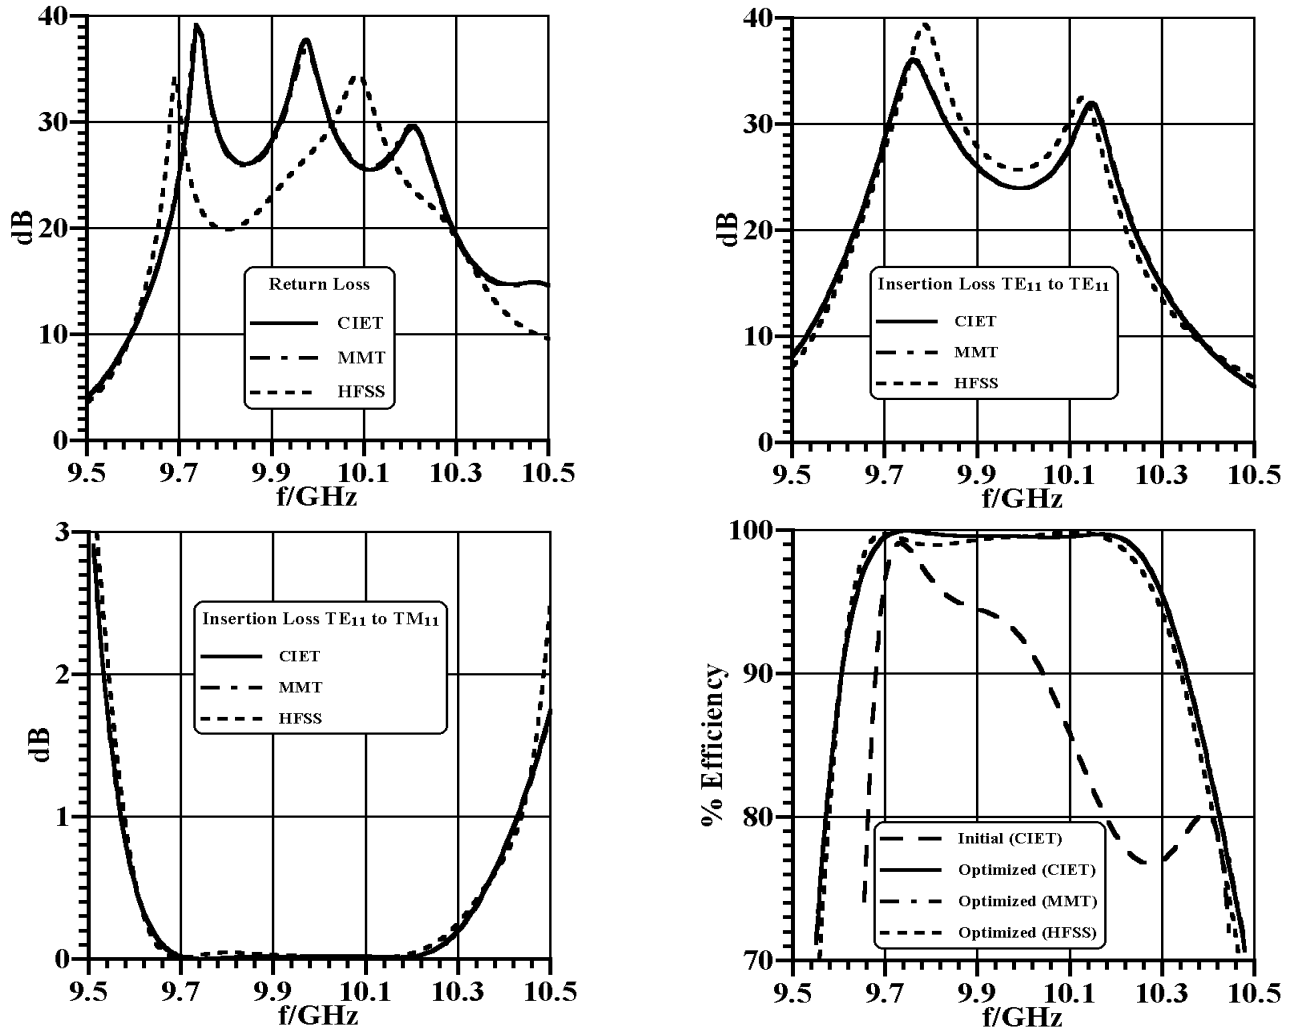 40
30
20
10
0
dB
Return Loss
CIET
MMT
HFSS
9.5 9.7 9.9 10.1 10.3 10.5
f/GHz
40
30
20
10
0
dB
Insertion Loss TE₁₁ to TE₁₁
CIET
MMT
HFSS
9.5 9.7 9.9 10.1 10.3 10.5
f/GHz
3
2
1
0
dB
Insertion Loss TE₁₁ to TM₁₁
CIET
MMT
HFSS
9.5 9.7 9.9 10.1 10.3 10.5
f/GHz
100
90
80
70
% Efficiency
Initial (CIET)
Optimized (CIET)
Optimized (MMT)
Optimized (HFSS)
9.5 9.7 9.9 10.1 10.3 10.5
f/GHz